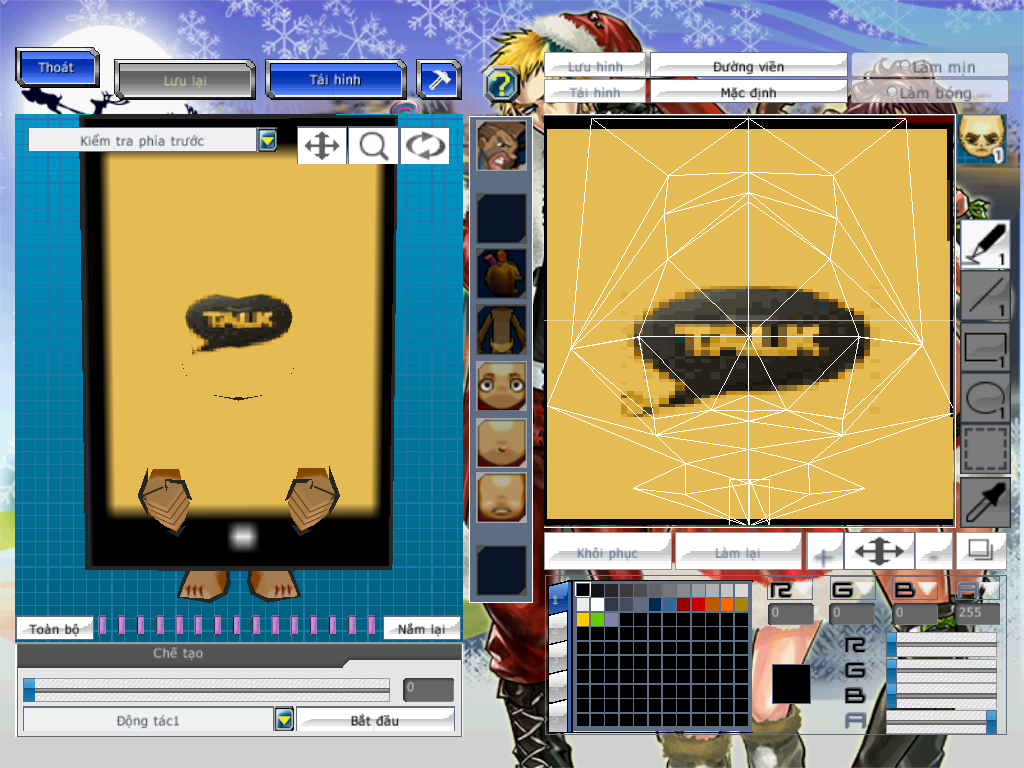 Thoát
Lưu lại
Tải hình
Lưu hình
Đường viền
Làm mịn
Tải hình
Mặc định
Làm bóng
Kiểm tra phía trước
1
TALK
TALK
1
1
1
1
Khôi phục
Làm lại
+
-
1
R
G
B
A
0
0
0
255
R
G
B
A
Toàn bộ
Nắm lại
Chế tạo
0
Động tác1
Bắt đầu